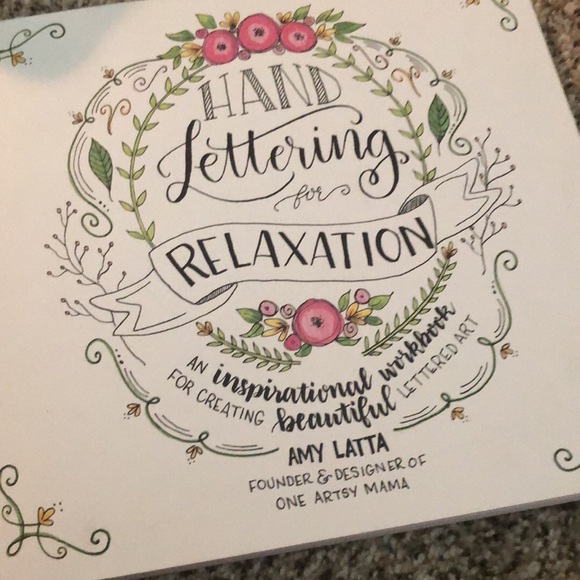 HAND
Lettering
for
RELAXATION
AN inspirational workbook
FOR CREATING beautiful LETTERED ART
AMY LATTA
FOUNDER & DESIGNER OF
ONE ARTSY MAMA